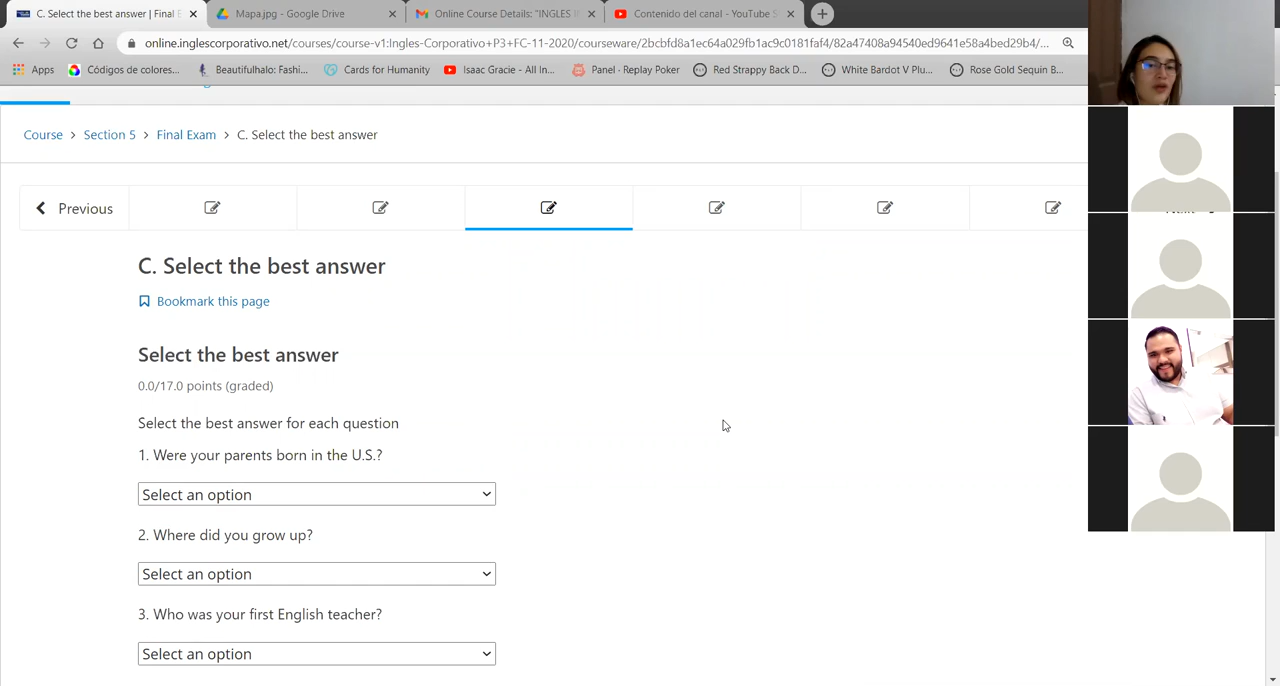 C. Select the best answer | Final E
Mapa.jpg - Google Drive
Online Course Details: "INGLES I
Contenido del canal - YouTube S
online.inglescorporativo.net/courses/course-v1:Ingles-Corporativo+P3+FC-11-2020/courseware/2bcbfd8a1ec64a029fb1ac9c0181faf4/82a47408a94540ed9641e58a4bed29b4/...
Apps
Códigos de colores...
Beautifulhalo: Fashi...
Cards for Humanity
Isaac Gracie - All In...
Panel · Replay Poker
Red Strappy Back D...
White Bardot V Plu...
Rose Gold Sequin B...
Course > Section 5 > Final Exam > C. Select the best answer
Previous
C. Select the best answer
Bookmark this page
Select the best answer
0.0/17.0 points (graded)
Select the best answer for each question
1. Were your parents born in the U.S.?
Select an option
2. Where did you grow up?
Select an option
3. Who was your first English teacher?
Select an option